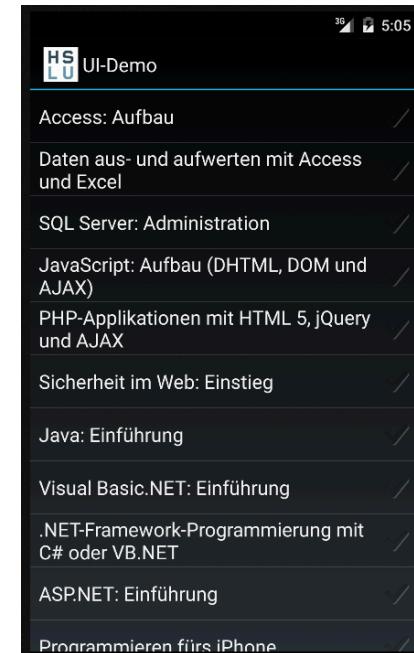 3G 5:05
HS
LU UI-Demo
Access: Aufbau
Daten aus- und aufwerten mit Access
und Excel
SQL Server: Administration
JavaScript: Aufbau (DHTML, DOM und
AJAX)
PHP-Applikationen mit HTML 5, jQuery
und AJAX
Sicherheit im Web: Einstieg
Java: Einführung
Visual Basic.NET: Einführung
.NET-Framework-Programmierung mit
C# oder VB.NET
ASP.NET: Einführung
Programmieren fürs iPhone